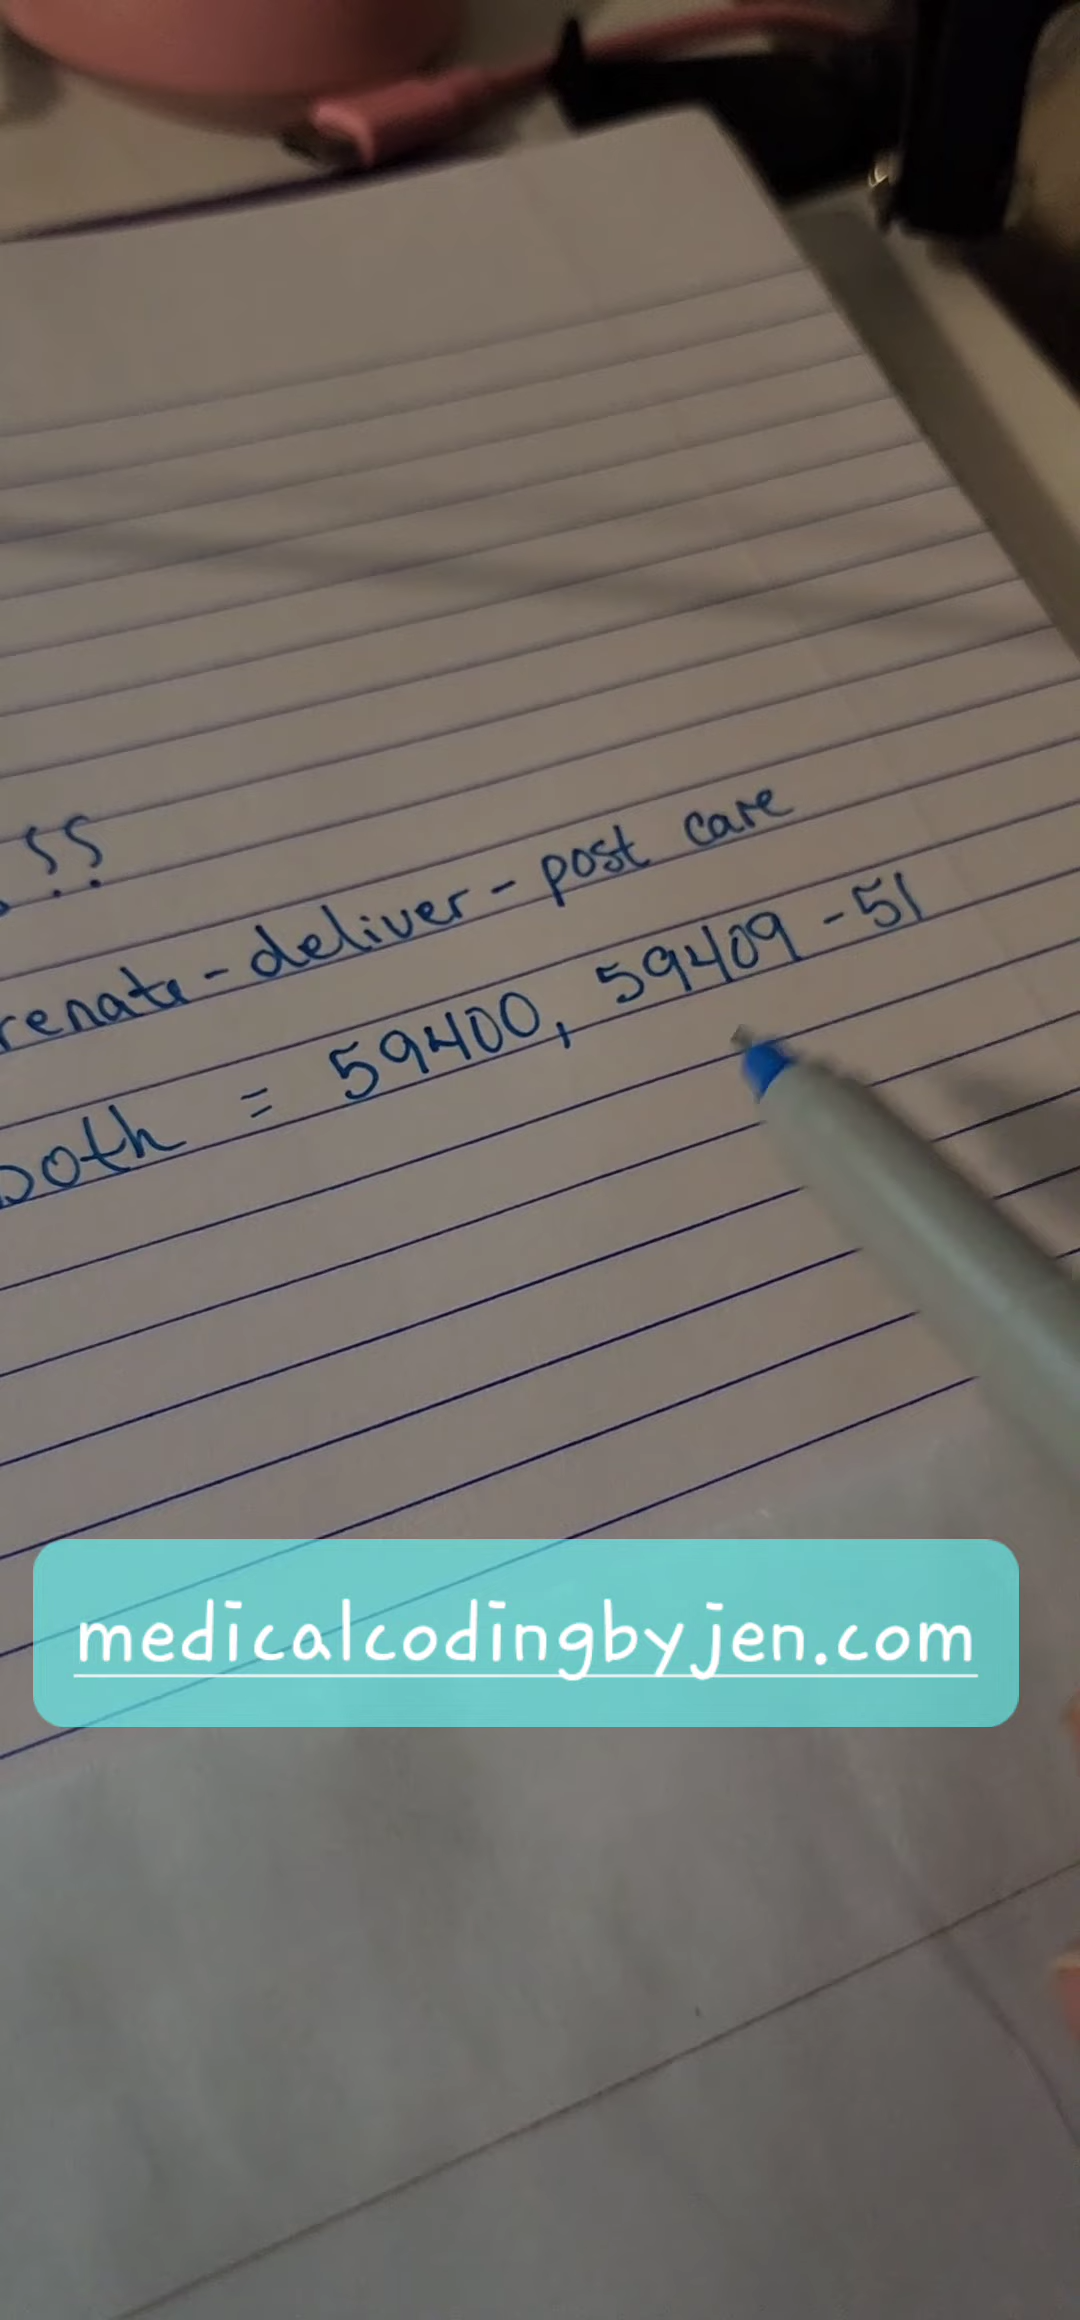 ??
renate - deliver - post care
both = 59400, 59409 -51
medicalcodingbyjen.com